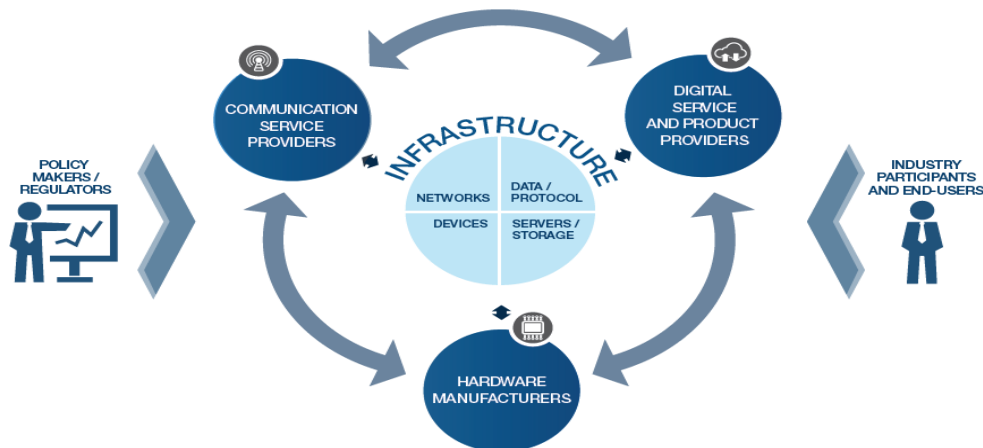 COMMUNICATION
SERVICE
PROVIDERS
DIGITAL
SERVICE
AND PRODUCT
PROVIDERS
INFRASTRUCTURE
POLICY
MAKERS /
REGULATORS
NETWORKS
DATA /
PROTOCOL
DEVICES
SERVERS /
STORAGE
INDUSTRY
PARTICIPANTS
AND END-USERS
HARDWARE
MANUFACTURERS